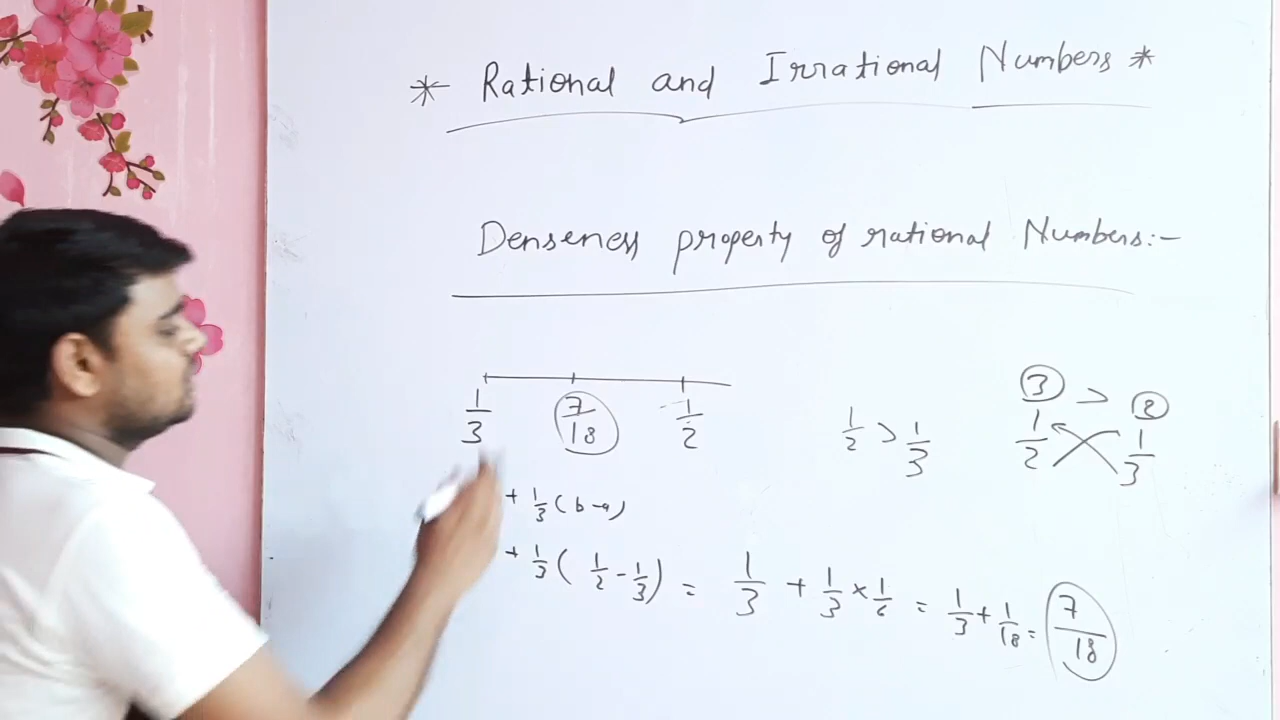 * Rational and Irrational Numbers *
Denseness property of rational Numbers:-
1/3 7/18 1/2
1/2 > 1/3
3 > 2
1/2 1/3
+ 1/3 (b-a)
+ 1/3 ( 1/2 - 1/3 ) = 1/3 + 1/3 × 1/6 = 1/3 + 1/18 = 7/18